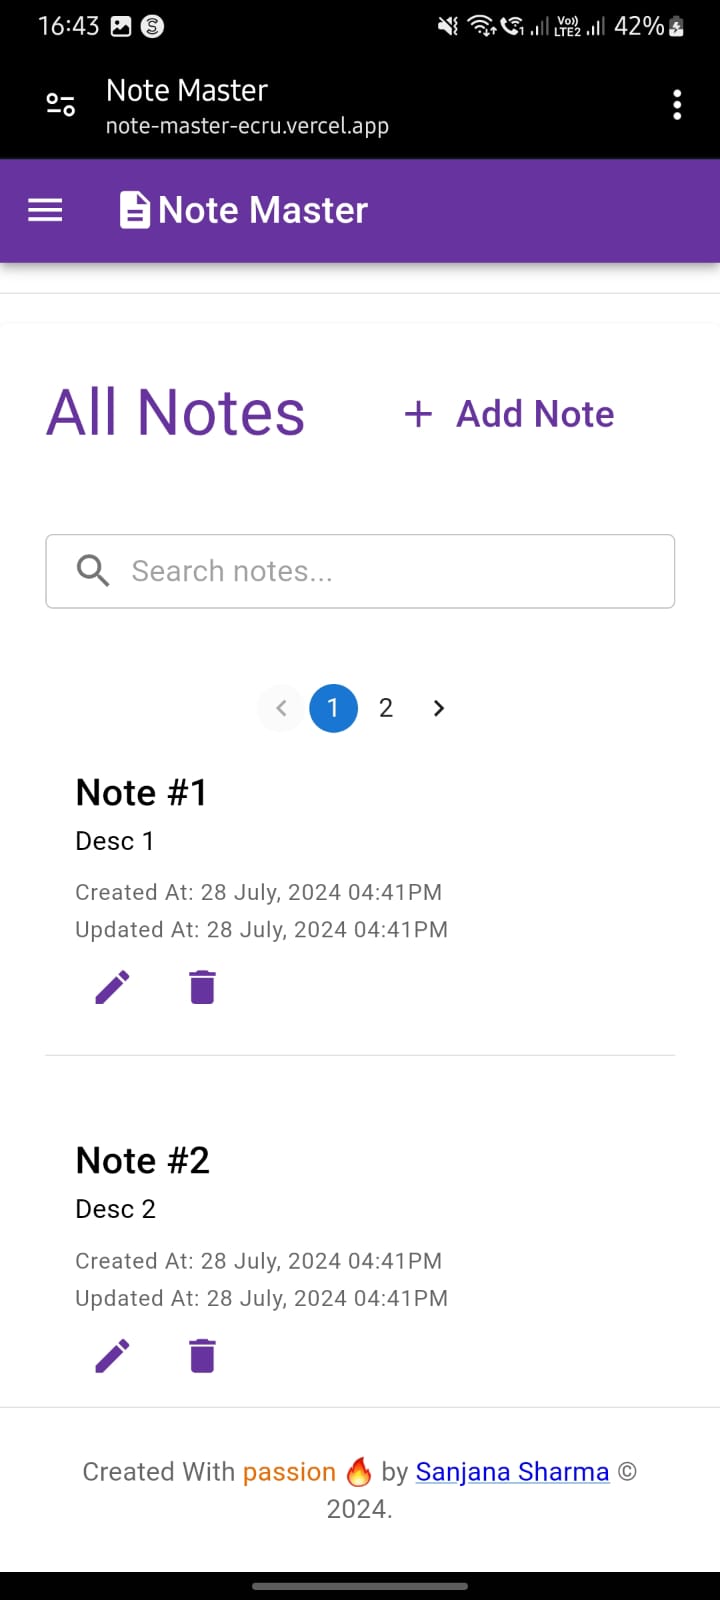 16:43 42%
Note Master
note-master-ecru.vercel.app
Note Master
All Notes + Add Note
Search notes...
1 2
Note #1
Desc 1
Created At: 28 July, 2024 04:41PM
Updated At: 28 July, 2024 04:41PM
Note #2
Desc 2
Created At: 28 July, 2024 04:41PM
Updated At: 28 July, 2024 04:41PM
Created With passion 🔥 by Sanjana Sharma ©
2024.